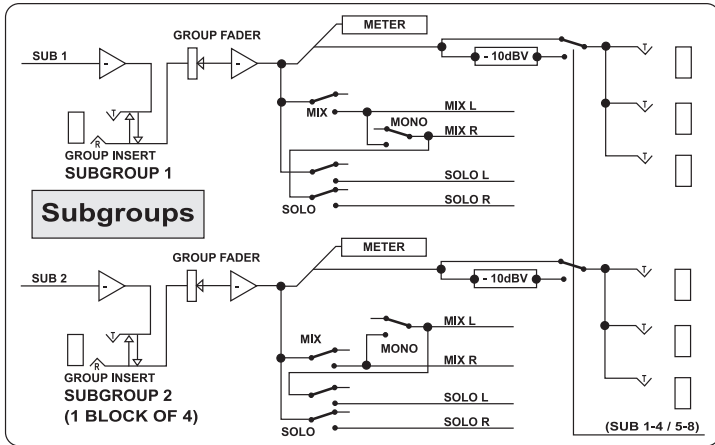 METER
GROUP FADER
SUB 1
-
-
- 10dBV
T
T
T
T
R
GROUP INSERT
SUBGROUP 1
MIX
MIX L
MONO
MIX R
SOLO L
SOLO
SOLO R
Subgroups
METER
GROUP FADER
SUB 2
-
-
- 10dBV
T
T
T
T
R
GROUP INSERT
SUBGROUP 2
(1 BLOCK OF 4)
MIX L
MIX
MONO
MIX R
SOLO L
SOLO
SOLO R
(SUB 1-4 / 5-8)